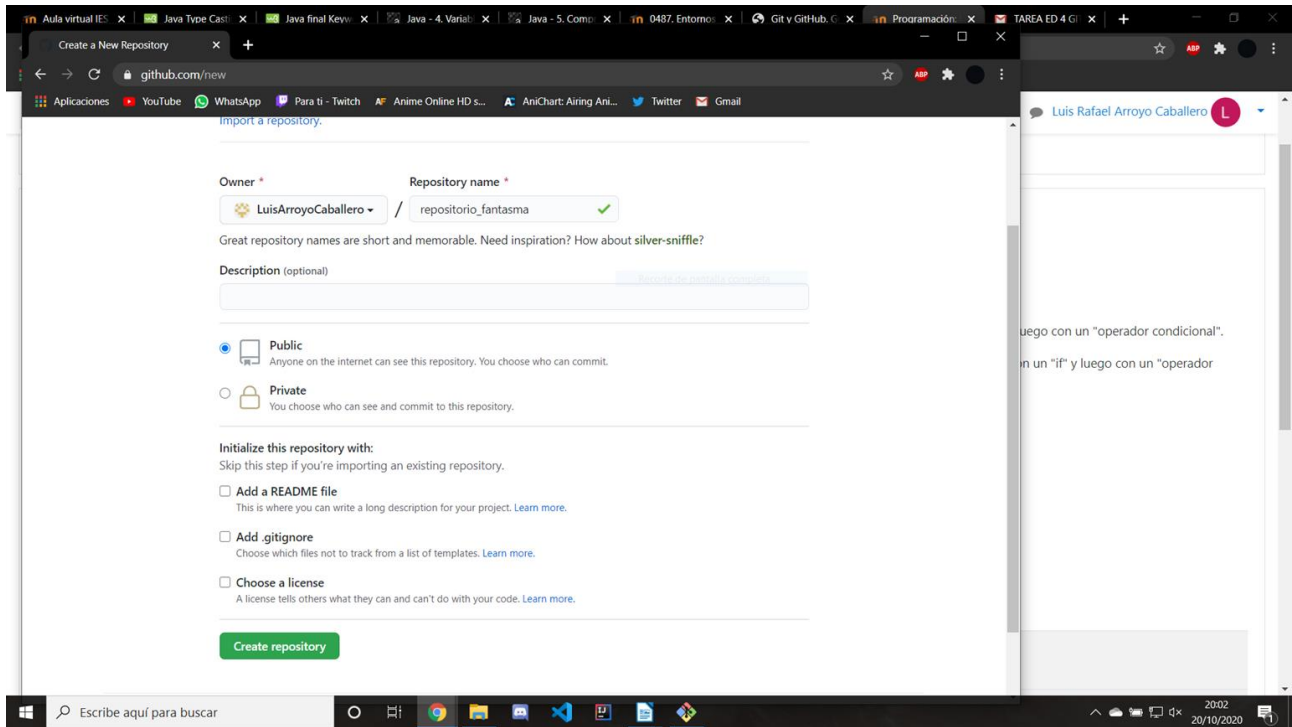 Aula virtual IES
Java Type Cast
Java final Keyw
Java - 4. Variab
Java - 5. Comp
0487. Entornos
Git y GitHub. G
Programación:
TAREA ED 4 GI
Create a New Repository
github.com/new
Aplicaciones
YouTube
WhatsApp
Para ti - Twitch
Anime Online HD s...
AniChart: Airing Ani...
Twitter
Gmail
ABP
ABP
Luis Rafael Arroyo Caballero
L
Import a repository.
Owner *
Repository name *
LuisArroyoCaballero
/
repositorio_fantasma
Great repository names are short and memorable. Need inspiration? How about silver-sniffle?
Description (optional)
Recorte de pantalla completa
Public
Anyone on the internet can see this repository. You choose who can commit.
Private
You choose who can see and commit to this repository.
uego con un "operador condicional".
n un "if" y luego con un "operador
Initialize this repository with:
Skip this step if you're importing an existing repository.
Add a README file
This is where you can write a long description for your project. Learn more.
Add .gitignore
Choose which files not to track from a list of templates. Learn more.
Choose a license
A license tells others what they can and can't do with your code. Learn more.
Create repository
Escribe aquí para buscar
20:02
20/10/2020